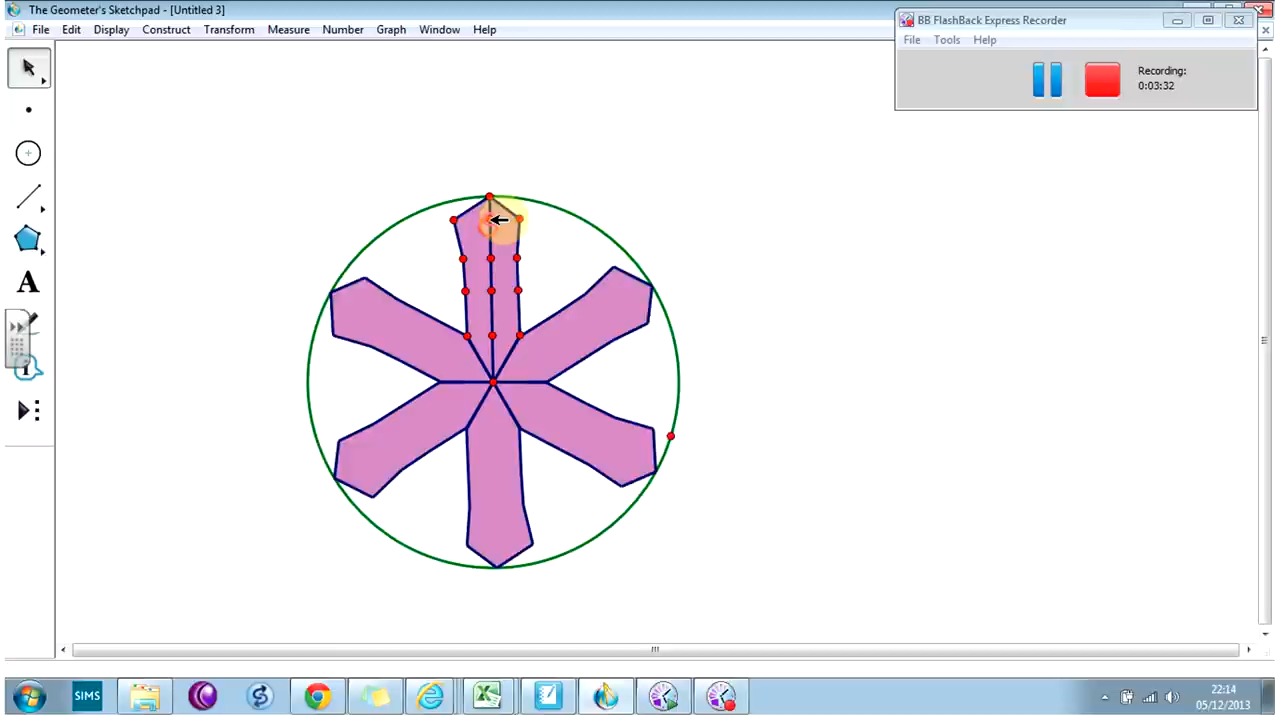 The Geometer's Sketchpad - [Untitled 3]
File Edit Display Construct Transform Measure Number Graph Window Help
BB FlashBack Express Recorder
File Tools Help
Recording:
0:03:32
A
i
SIMS
22:14
05/12/2013